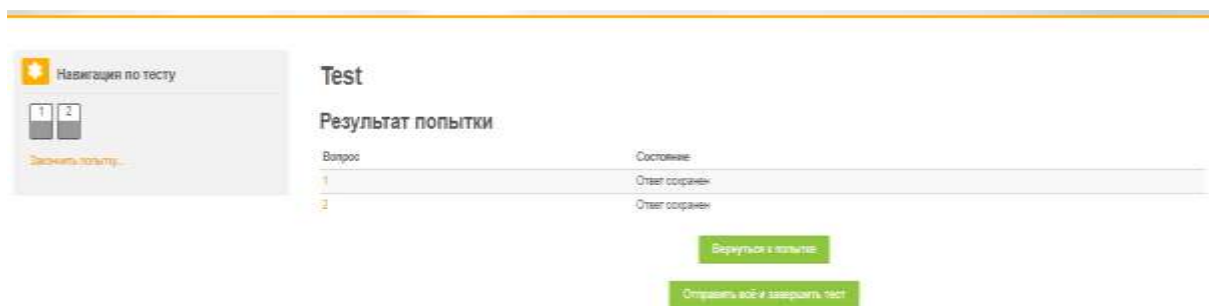 Навигация по тесту
1 2
Закончить попытку...
Test
Результат попытки
Вопрос Состояние
1 Ответ сохранен
2 Ответ сохранен
Вернуться к попытке
Отправить всё и завершить тест